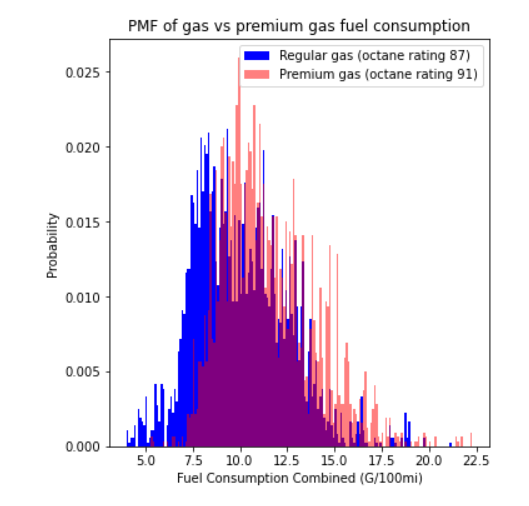 PMF of gas vs premium gas fuel consumption
Regular gas (octane rating 87)
Premium gas (octane rating 91)
0.025
0.020
0.015
0.010
0.005
0.000
Probability
5.0 7.5 10.0 12.5 15.0 17.5 20.0 22.5
Fuel Consumption Combined (G/100mi)